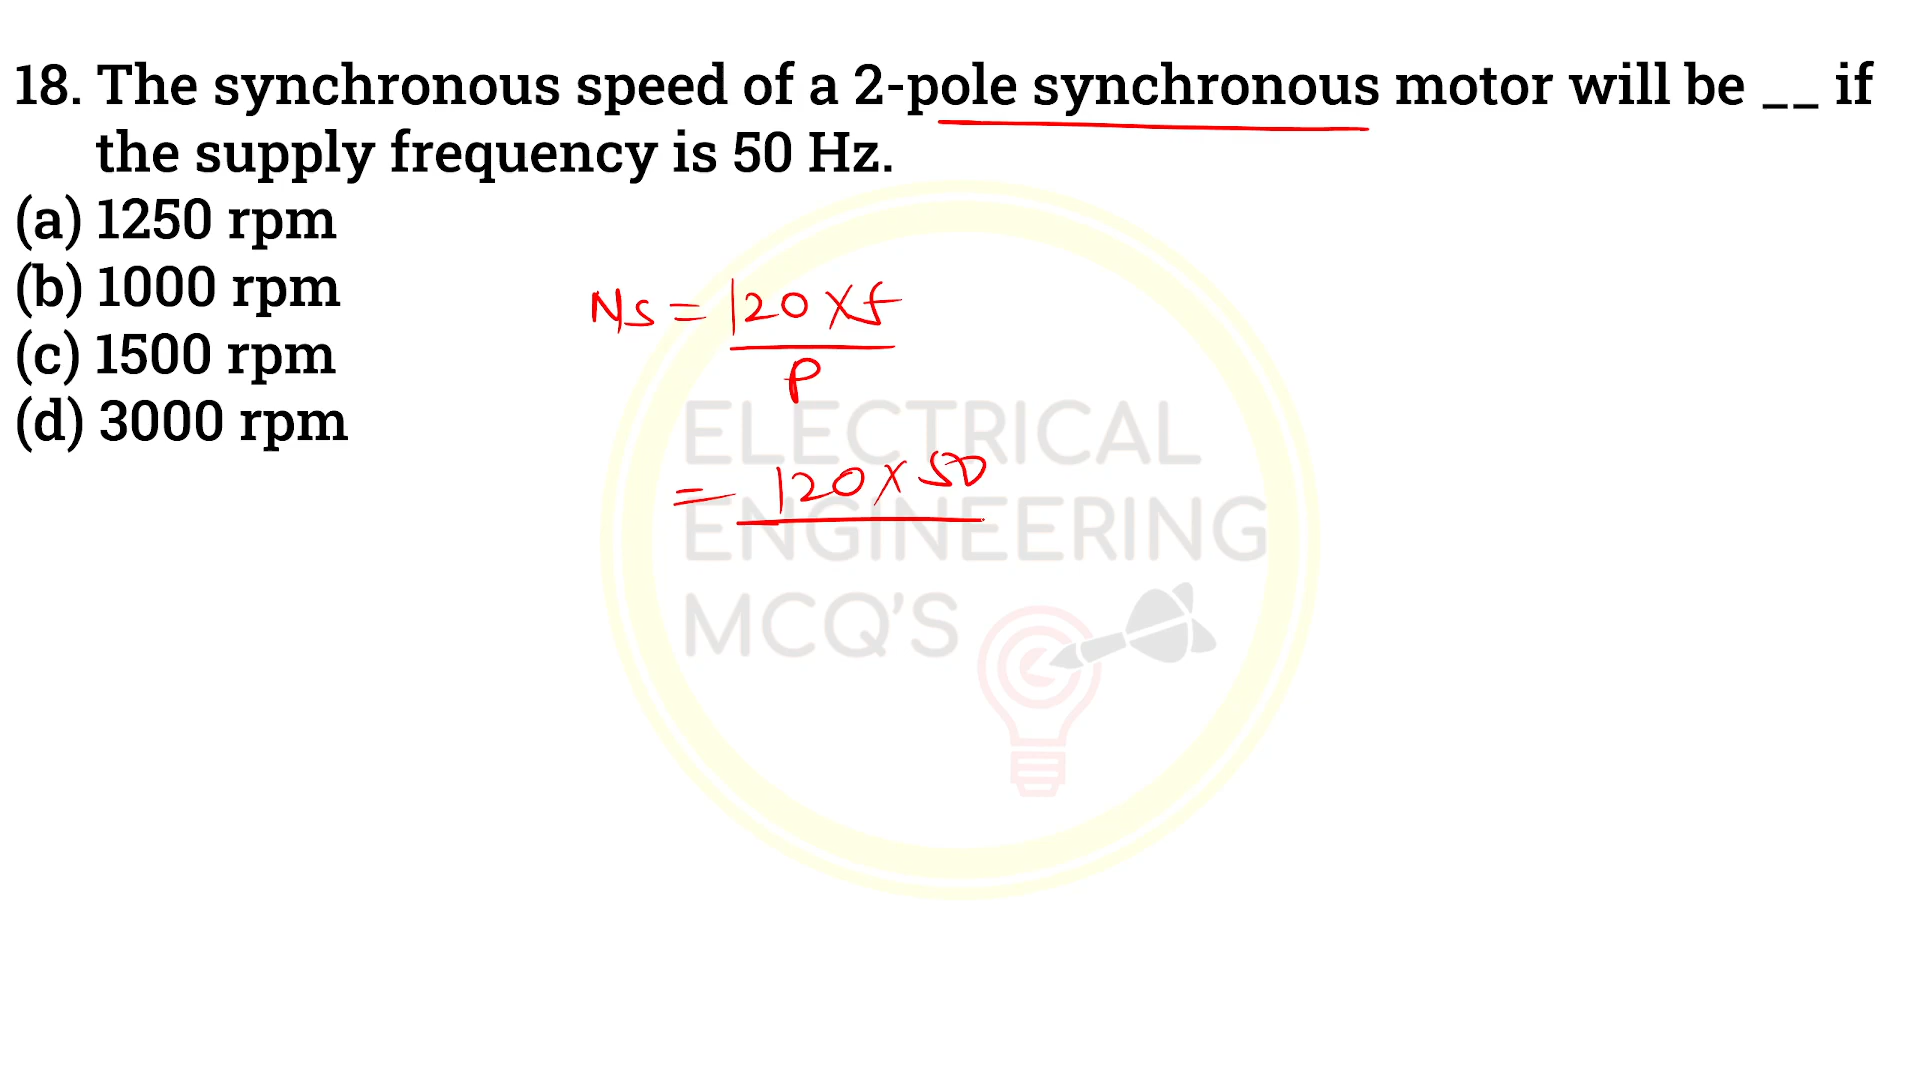 18. The synchronous speed of a 2-pole synchronous motor will be __ if
the supply frequency is 50 Hz.
(a) 1250 rpm
(b) 1000 rpm
(c) 1500 rpm
(d) 3000 rpm
Ns = 120 X f
P
= 120 X 50
ELECTRICAL
ENGINEERING
MCQ'S